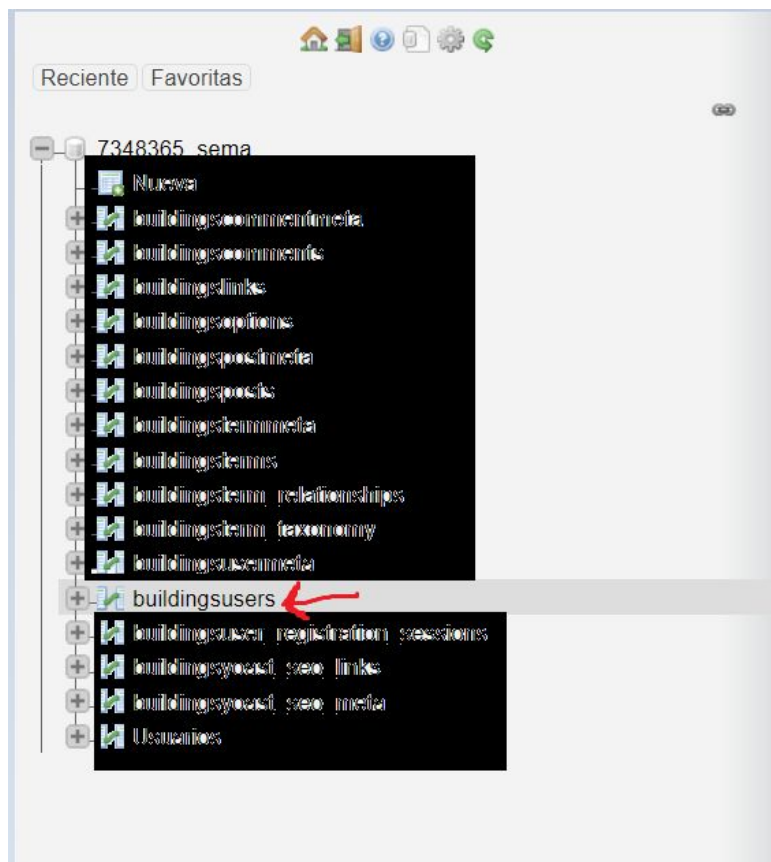 Reciente Favoritas
7348365_sema
Nueva
buildingscommentmeta
buildingscomments
buildingslinks
buildingsoptions
buildingspostmeta
buildingsposts
buildingstermmeta
buildingsterms
buildingsterm_relationships
buildingsterm_taxonomy
buildingsusermeta
buildingsusers
buildingsuser_registration_sessions
buildingsyoast_seo_links
buildingsyoast_seo_meta
Usuarios